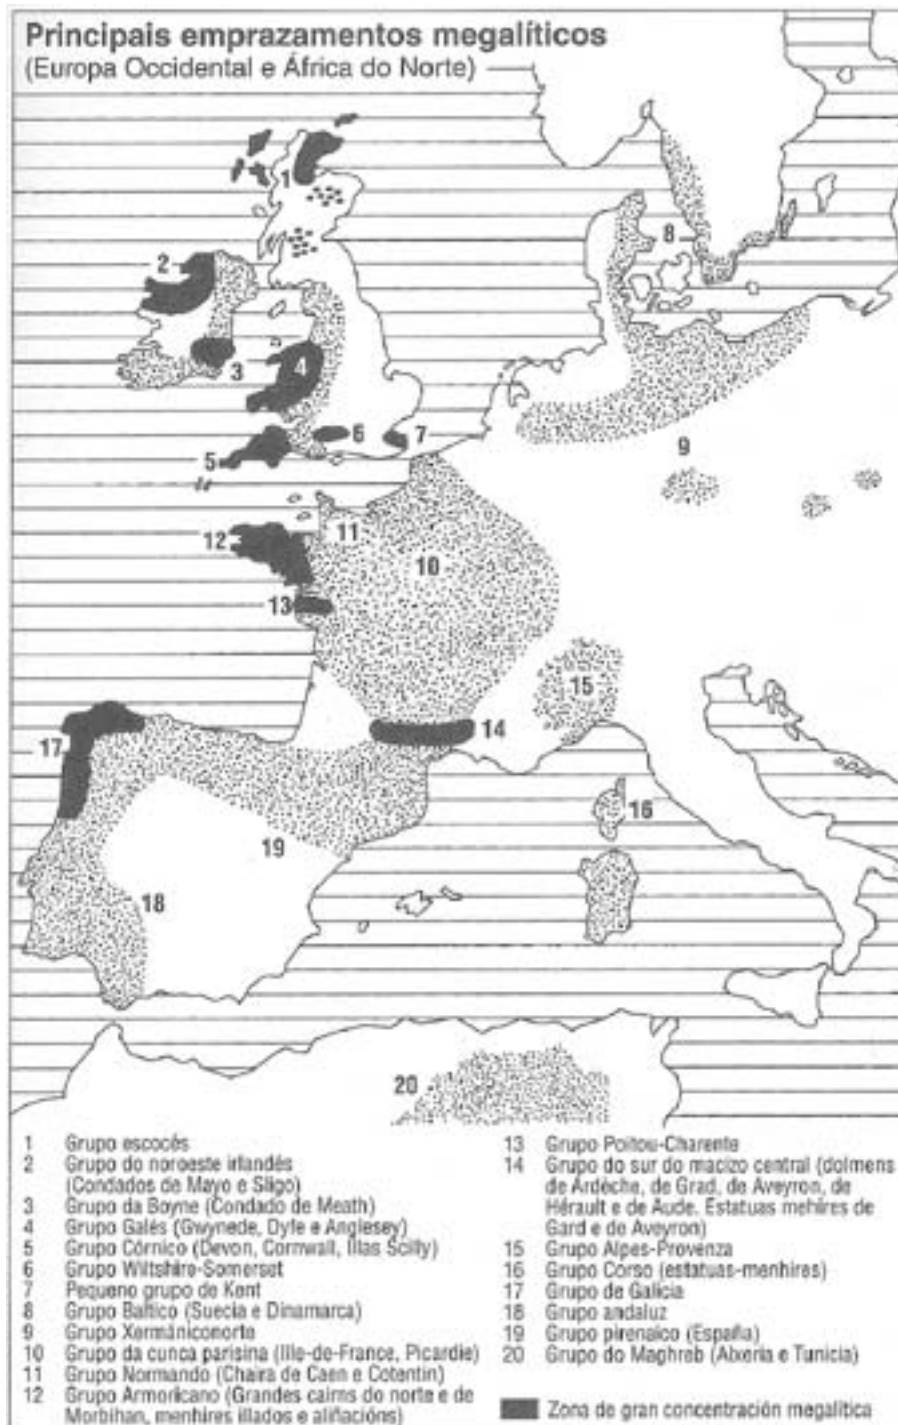 Principais emprazamentos megalíticos
(Europa Occidental e África do Norte)
1
2
3
4
5
6
7
8
9
10
11
12
13
14
15
16
17
18
19
20
1 Grupo escocés
2 Grupo do noroeste irlandés
(Condados de Mayo e Sligo)
3 Grupo da Boyne (Condado de Meath)
4 Grupo Galés (Gwynede, Dyfe e Anglesey)
5 Grupo Córnico (Devon, Cornwall, Illas Scilly)
6 Grupo Wiltshire-Somerset
7 Pequeno grupo de Kent
8 Grupo Baltico (Suecia e Dinamarca)
9 Grupo Xermániconorte
10 Grupo da cunca parisina (Ille-de-France, Picardie)
11 Grupo Normando (Chaira de Caen e Cotentin)
12 Grupo Armoricano (Grandes cairns do norte e de
Morbihan, menhires illados e aliñacións)
13 Grupo Poitou-Charente
14 Grupo do sur do macizo central (dolmens
de Ardèche, de Grad, de Aveyron, de
Hérault e de Aude. Estatuas mehires de
Gard e de Aveyron)
15 Grupo Alpes-Provenza
16 Grupo Corso (estatuas-menhires)
17 Grupo de Galicia
18 Grupo andaluz
19 Grupo pirenaico (España)
20 Grupo do Maghreb (Alxeria e Tunicia)
Zona de gran concentración megalítica